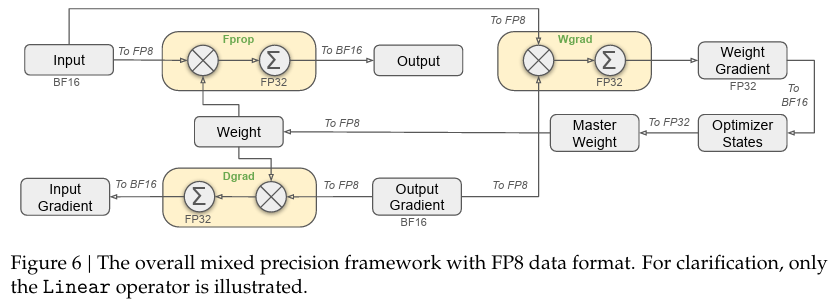 To FP8
Fprop
Wgrad
Input
BF16
To FP8
Σ
FP32
To BF16
Output
Σ
FP32
Weight
Gradient
FP32
To
BF16
Weight
To FP8
Master
Weight
To FP32
Optimizer
States
Dgrad
Input
Gradient
To BF16
Σ
FP32
To FP8
Output
Gradient
BF16
To FP8
Figure 6 | The overall mixed precision framework with FP8 data format. For clarification, only
the Linear operator is illustrated.